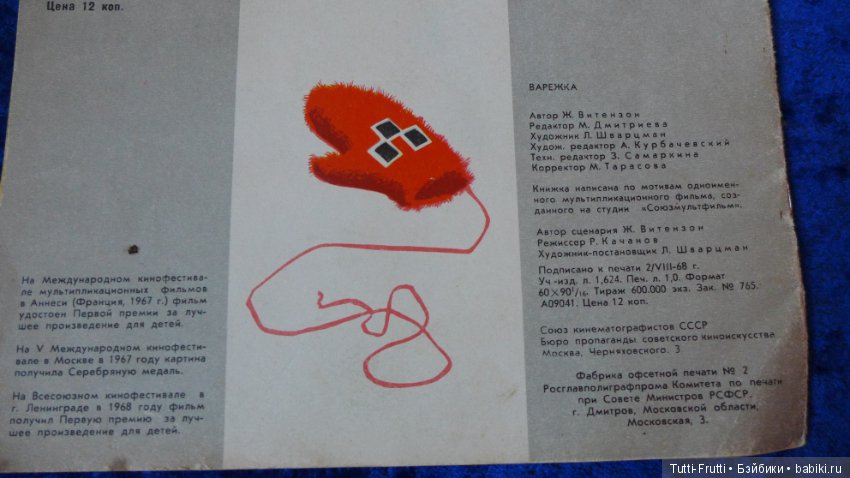 Цена 12 коп.
На Международном кинофестива-
ле мультипликационных фильмов
в Аннеси (Франция, 1967 г.) фильм
удостоен Первой премии за луч-
шее произведение для детей.
На V Международном кинофести-
вале в Москве в 1967 году картина
получила Серебряную медаль.
На Всесоюзном кинофестивале в
г. Ленинграде в 1968 году фильм
получил Первую премию за луч-
шее произведение для детей.
ВАРЕЖКА
Автор Ж. Витензон
Редактор М. Дмитриева
Художник Л. Шварцман
Худож. редактор А. Курбачевский
Техн. редактор З. Самаркина
Корректор М. Тарасова
Книжка написана по мотивам одноимен-
ного мультипликационного фильма, соз-
данного на студии «Союзмультфильм».
Автор сценария Ж. Витензон
Режиссер Р. Качанов
Художник-постановщик Л. Шварцман
Подписано к печати 2/VIII-68 г.
Уч.-изд. л. 1,624. Печ. л. 1,0. Формат
60×90¹/₁₆. Тираж 600.000 экз. Зак. № 765.
А09041. Цена 12 коп.
Союз кинематографистов СССР
Бюро пропаганды советского киноискусства
Москва, Черняховского, 3
Фабрика офсетной печати № 2
Росглавполиграфпрома Комитета по печати
при Совете Министров РСФСР.
г. Дмитров, Московской области,
Московская, 3.
Tutti-Frutti • Бэйбики • babiki.ru